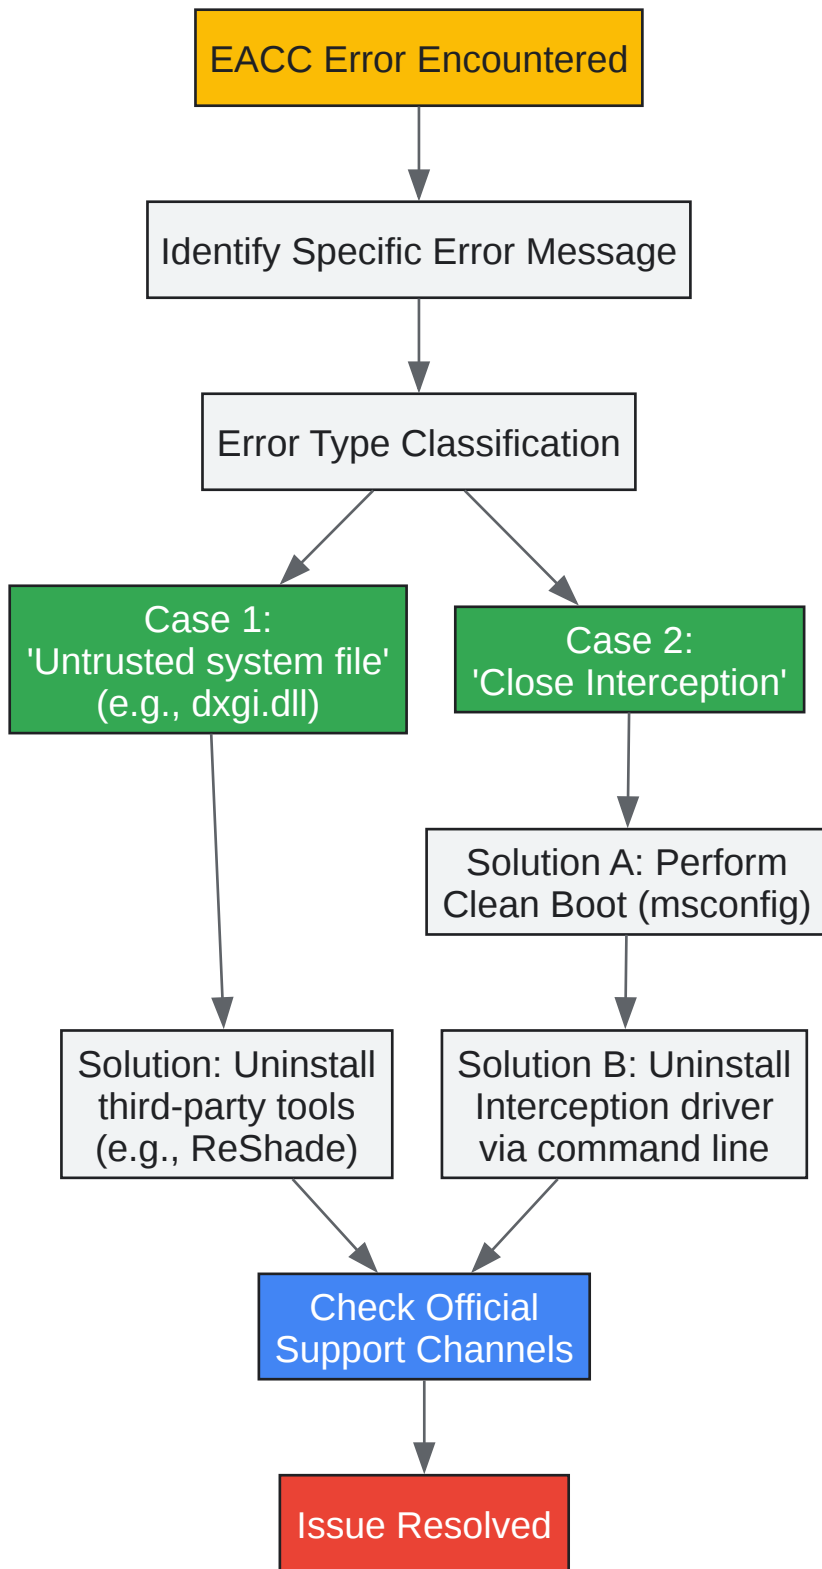 EACC Error Encountered
Identify Specific Error Message
Error Type Classification
Case 1:
'Untrusted system file'
(e.g., dxgi.dll)
Case 2:
'Close Interception'
Solution A: Perform
Clean Boot (msconfig)
Solution: Uninstall
third-party tools
(e.g., ReShade)
Solution B: Uninstall
Interception driver
via command line
Check Official
Support Channels
Issue Resolved